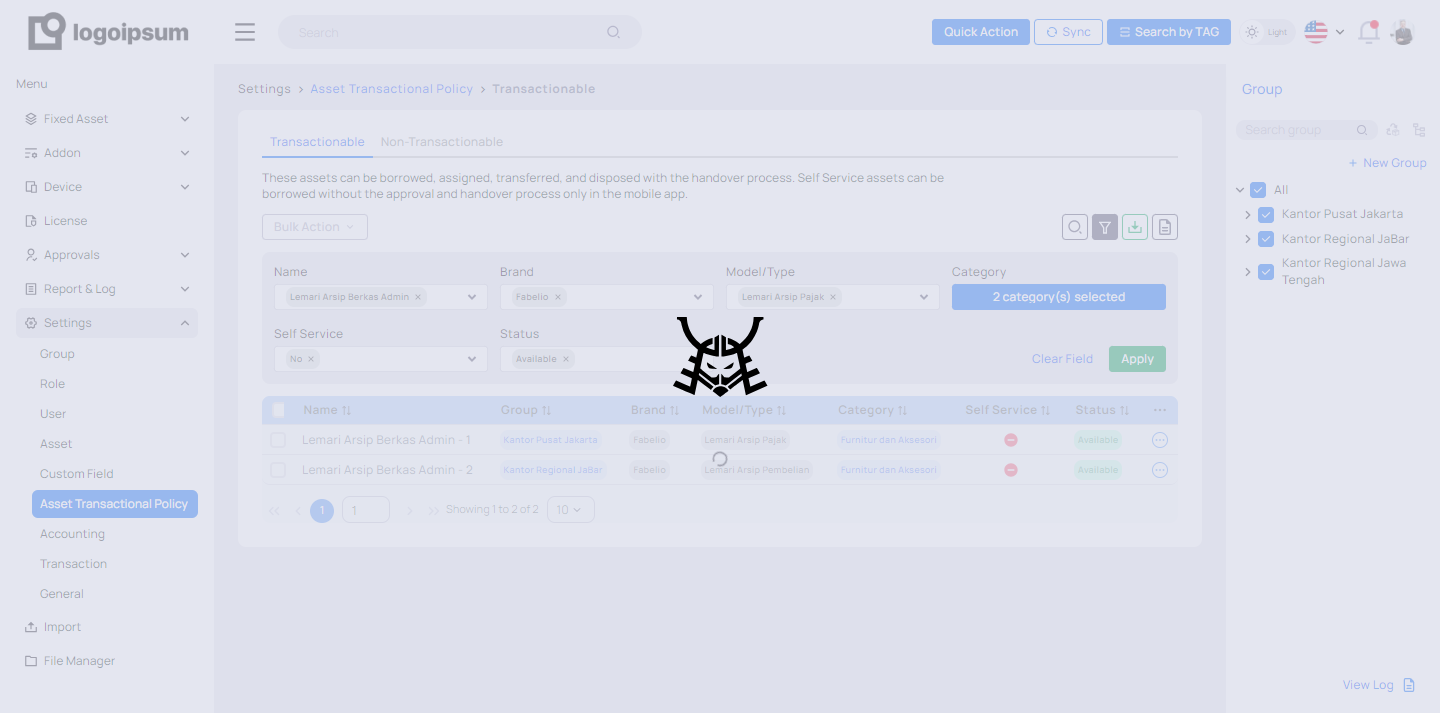 logoipsum
Search
Quick Action
Sync
Search by TAG
Light
Menu
Fixed Asset
Addon
Device
License
Approvals
Report & Log
Settings
Group
Role
User
Asset
Custom Field
Asset Transactional Policy
Accounting
Transaction
General
Import
File Manager
Settings > Asset Transactional Policy > Transactionable
Transactionable Non-Transactionable
These assets can be borrowed, assigned, transferred, and disposed with the handover process. Self Service assets can be
borrowed without the approval and handover process only in the mobile app.
Bulk Action
Name Brand Model/Type Category
Lemari Arsip Berkas Admin × Fabelio × Lemari Arsip Pajak × 2 category(s) selected
Self Service Status
No × Available × Clear Field Apply
Name Group Brand Model/Type Category Self Service Status ...
Lemari Arsip Berkas Admin - 1 Kantor Pusat Jakarta Fabelio Lemari Arsip Pajak Furnitur dan Aksesori Available
Lemari Arsip Berkas Admin - 2 Kantor Regional JaBar Fabelio Lemari Arsip Pembelian Furnitur dan Aksesori Available
<< < 1 1 > >> Showing 1 to 2 of 2 10
Group
Search group
+ New Group
All
Kantor Pusat Jakarta
Kantor Regional JaBar
Kantor Regional Jawa
Tengah
View Log